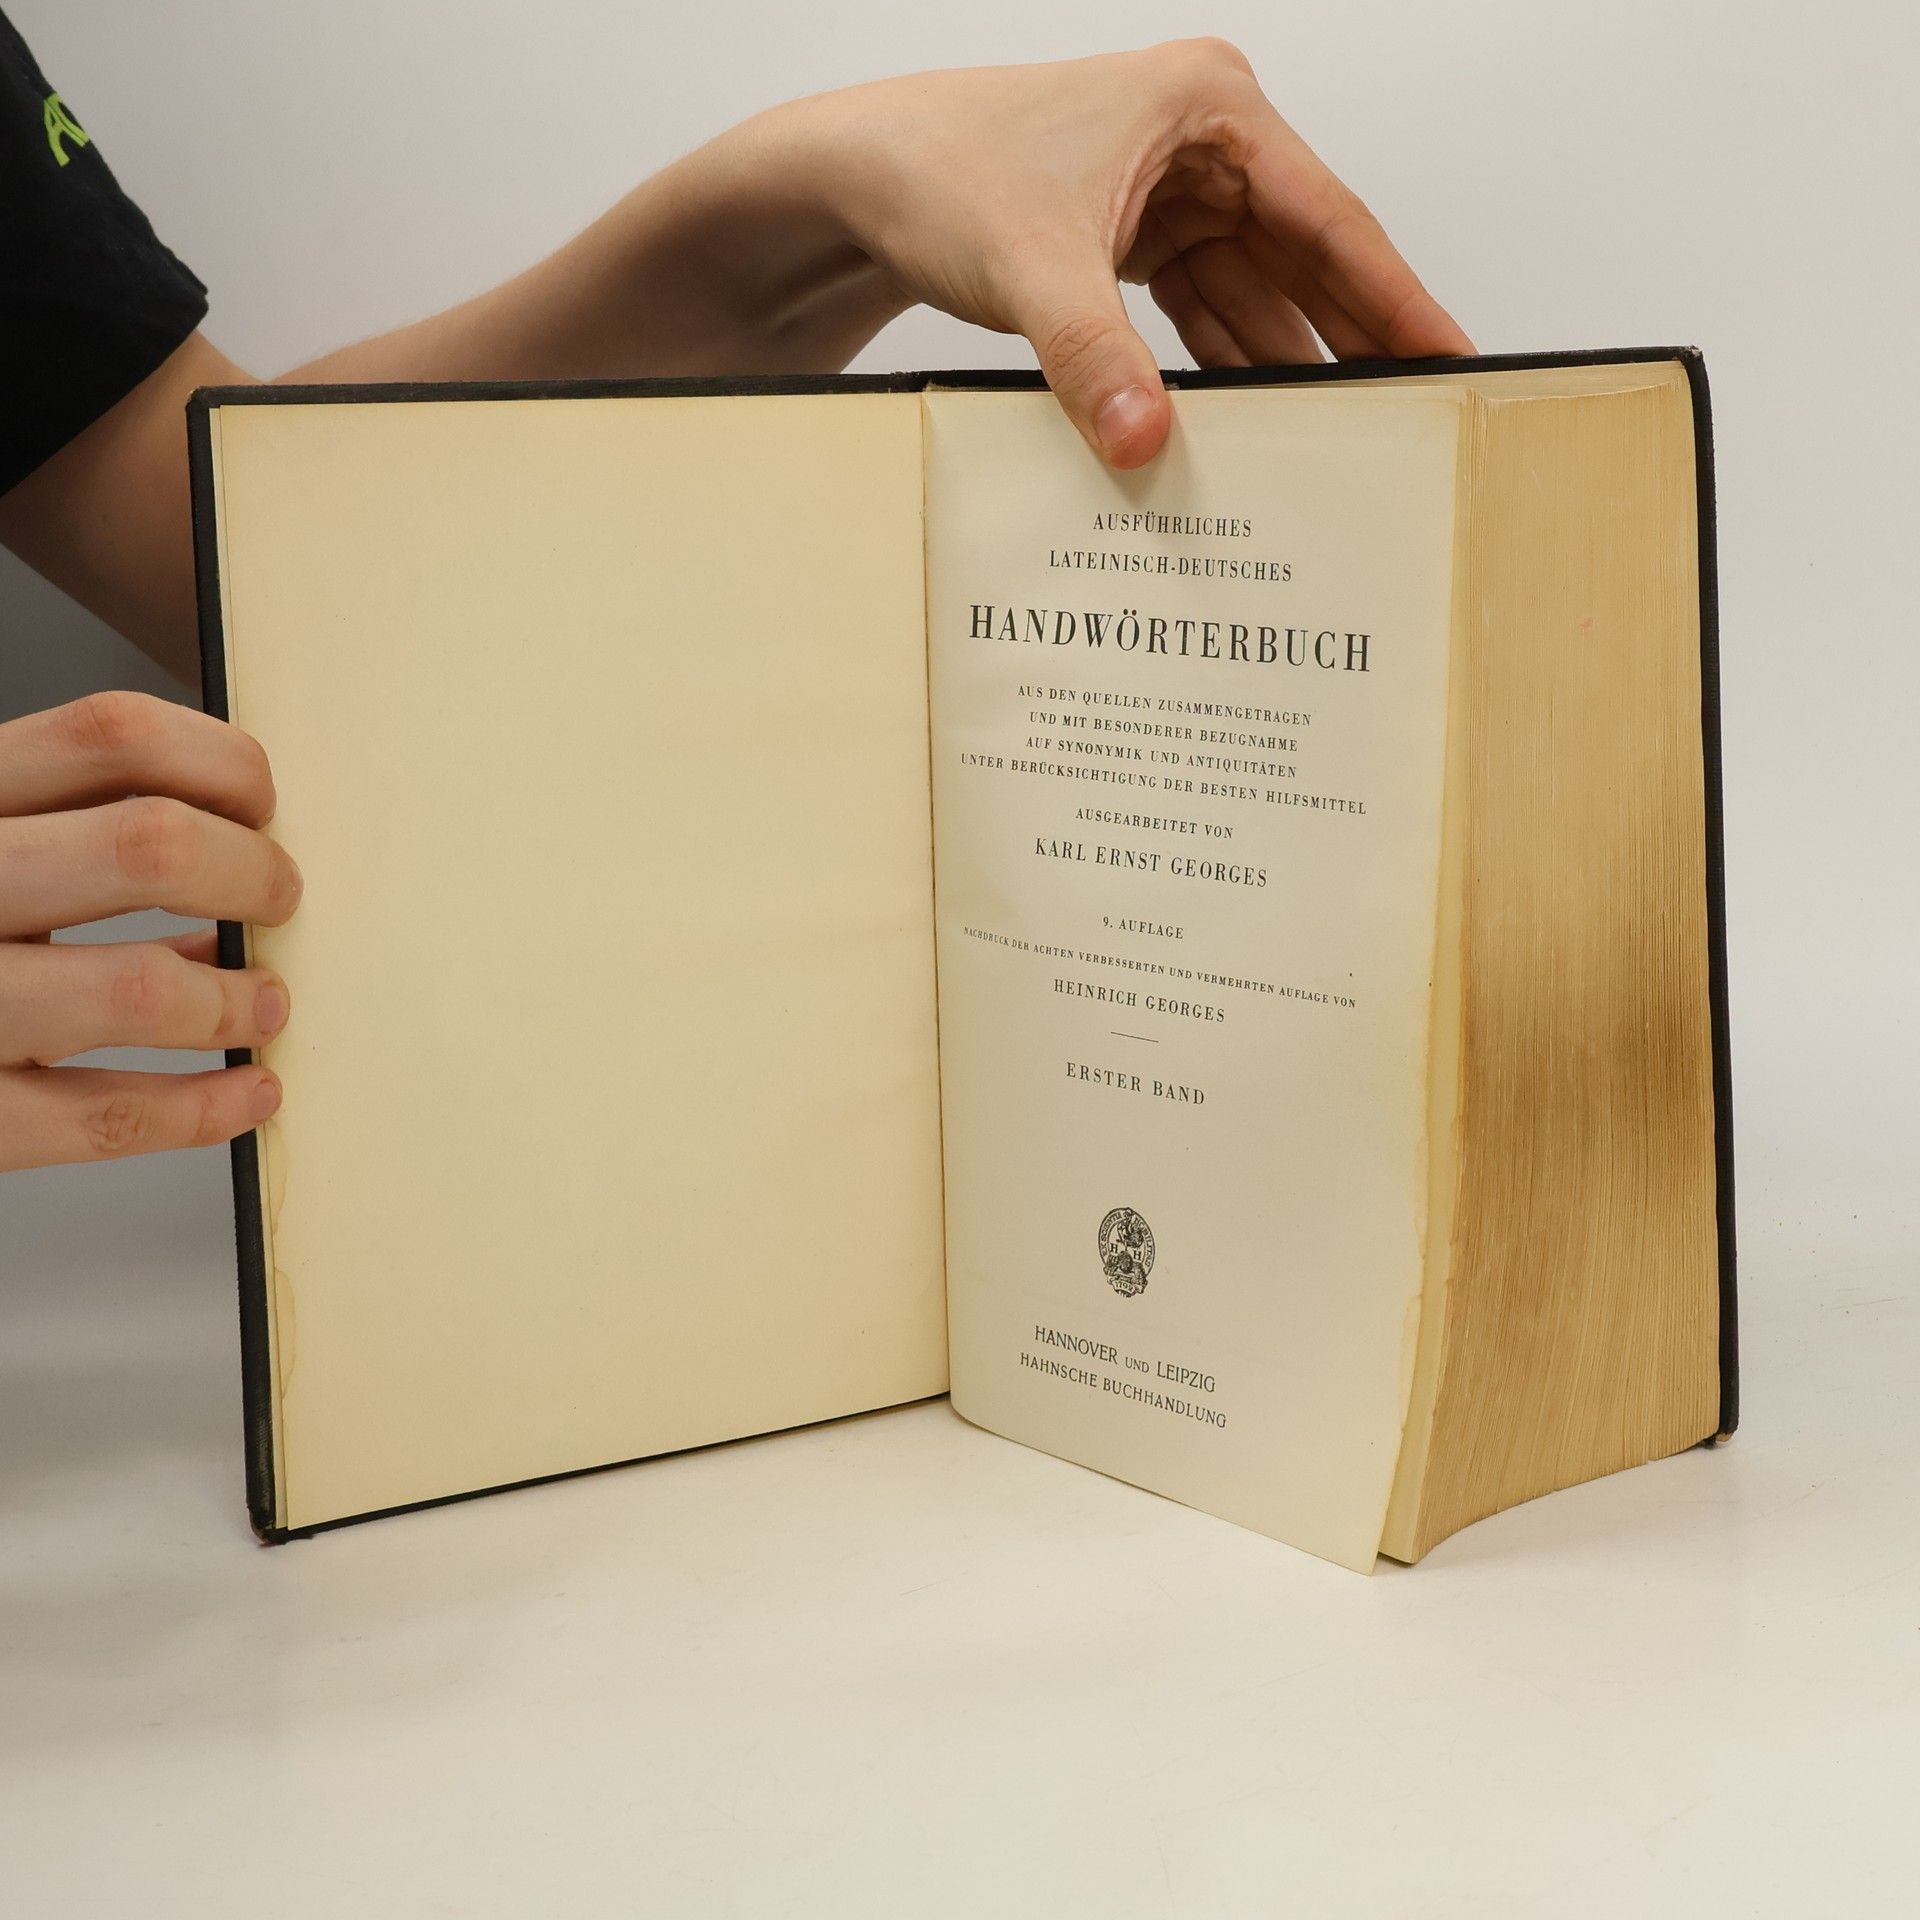 AUSFÜHRLICHES
LATEINISCH-DEUTSCHES
HANDWÖRTERBUCH
AUS DEN QUELLEN ZUSAMMENGETRAGEN
UND MIT BESONDERER BEZUGNAHME
AUF SYNONYMIK UND ANTIQUITÄTEN
UNTER BERÜCKSICHTIGUNG DER BESTEN HILFSMITTEL
AUSGEARBEITET VON
KARL ERNST GEORGES
9. AUFLAGE
NACHDRUCK DER ACHTEN VERBESSERTEN UND VERMEHRTEN AUFLAGE VON
HEINRICH GEORGES
ERSTER BAND
H H
1792
HANNOVER UND LEIPZIG
HAHNSCHE BUCHHANDLUNG